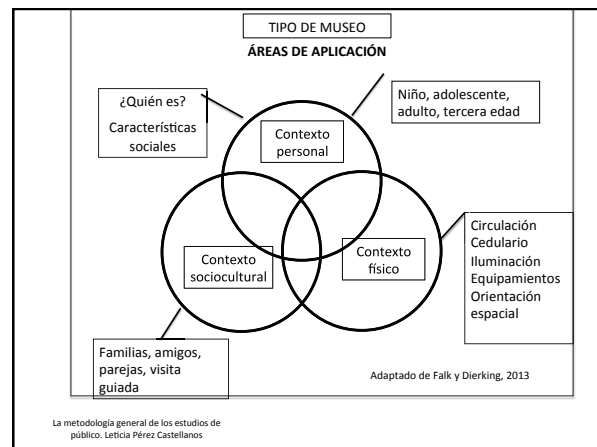 TIPO DE MUSEO
ÁREAS DE APLICACIÓN
¿Quién es?
Características
sociales
Niño, adolescente,
adulto, tercera edad
Contexto
personal
Contexto
sociocultural
Contexto
físico
Circulación
Cedulario
Iluminación
Equipamientos
Orientación
espacial
Familias, amigos,
parejas, visita
guiada
Adaptado de Falk y Dierking, 2013
La metodología general de los estudios de
público. Leticia Pérez Castellanos